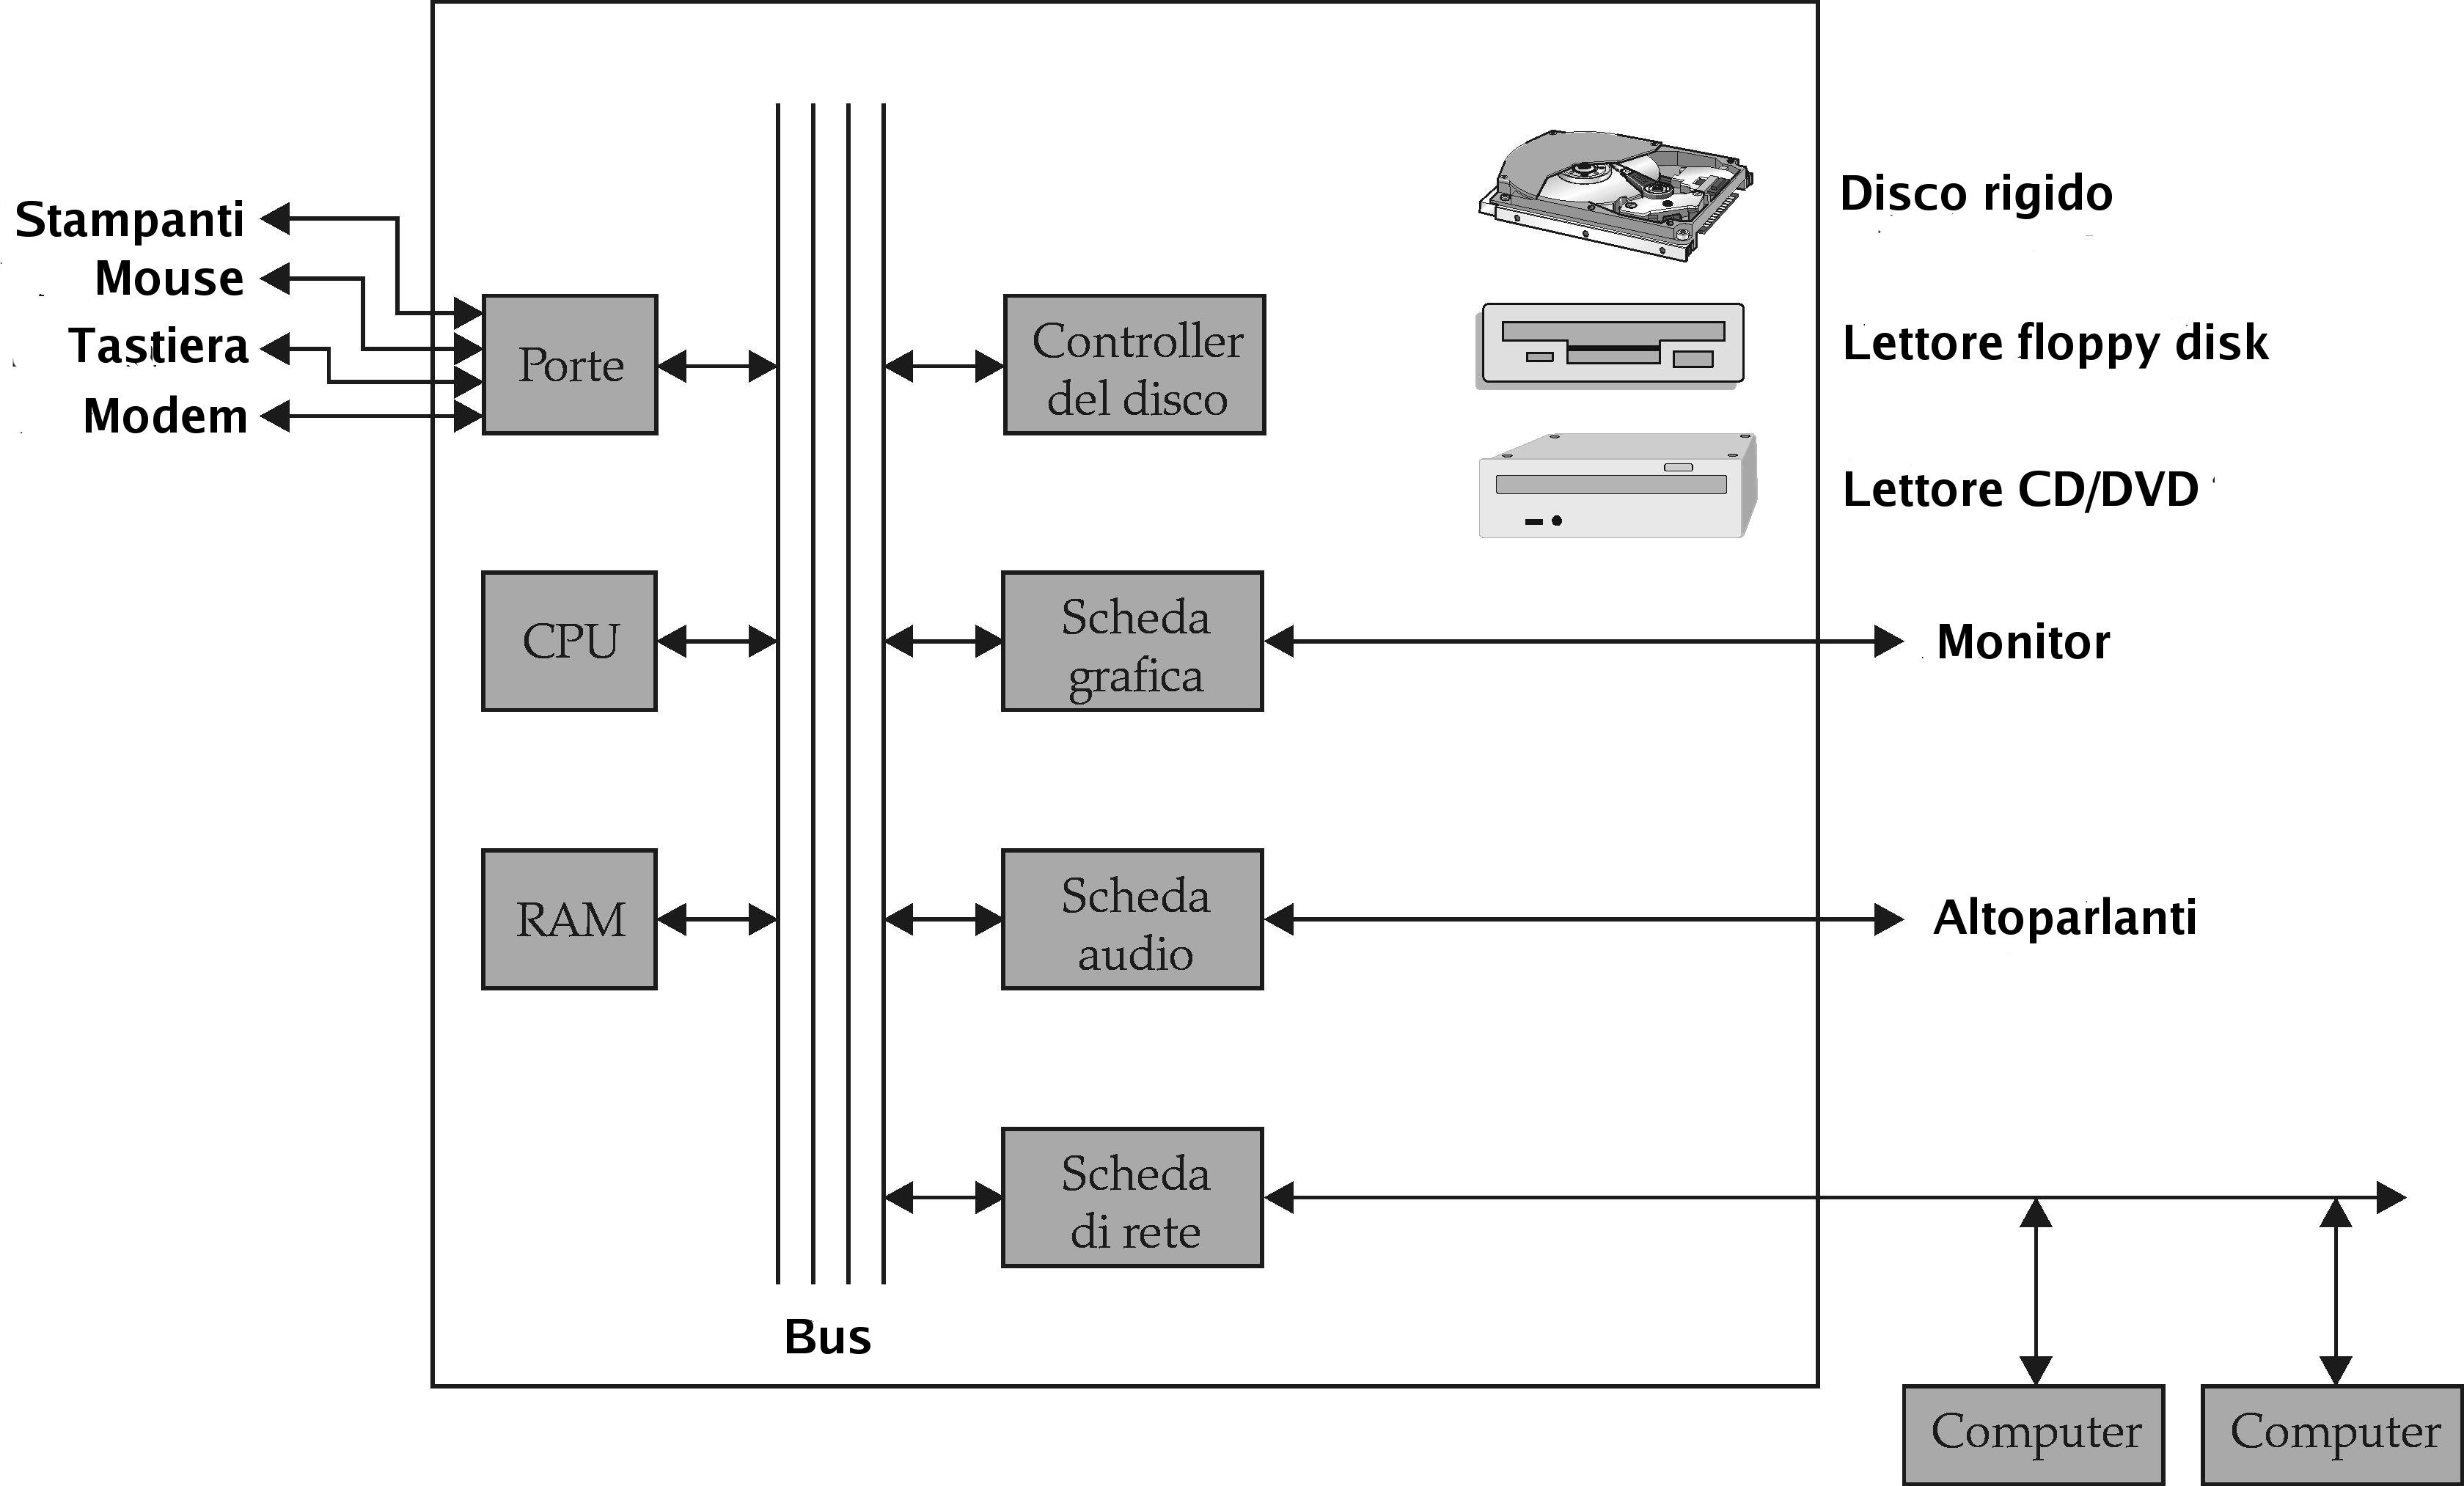 Stampanti
Mouse
Tastiera
Modem
Porte
CPU
RAM
Bus
Controller
del disco
Scheda
grafica
Scheda
audio
Scheda
di rete
Disco rigido
Lettore floppy disk
Lettore CD/DVD
Monitor
Altoparlanti
Computer
Computer